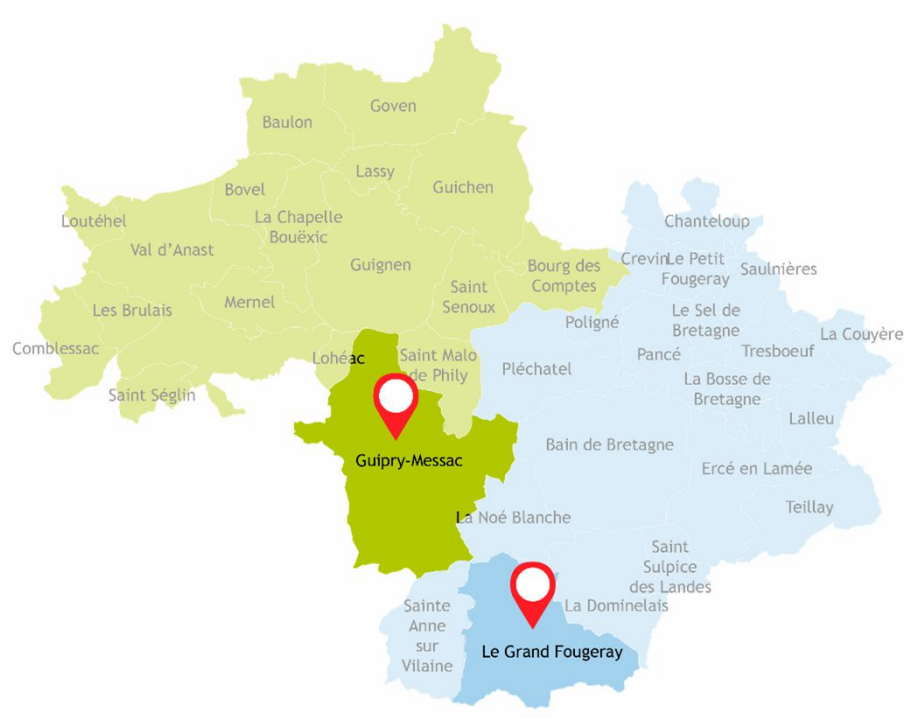 Goven
Baulon
Lassy
Bovel
Guichen
La Chapelle
Bouëxic
Loutéhel
Val d'Anast
Chanteloup
Guignen
Bourg des
Comptes
Crevin
Le Petit
Fougeray
Saulnières
Saint
Senoux
Mernel
Les Brulais
Poligné
Le Sel de
Bretagne
La Couyère
Comblessac
Lohéac
Saint Malo
de Phily
Pléchatel
Pancé
Tresboeuf
La Bosse de
Bretagne
Saint Séglin
Lalleu
Bain de Bretagne
Guipry-Messac
Ercé en Lamée
Teillay
La Noé Blanche
Saint
Sulpice
des Landes
La Dominelais
Sainte
Anne
sur
Vilaine
Le Grand Fougeray